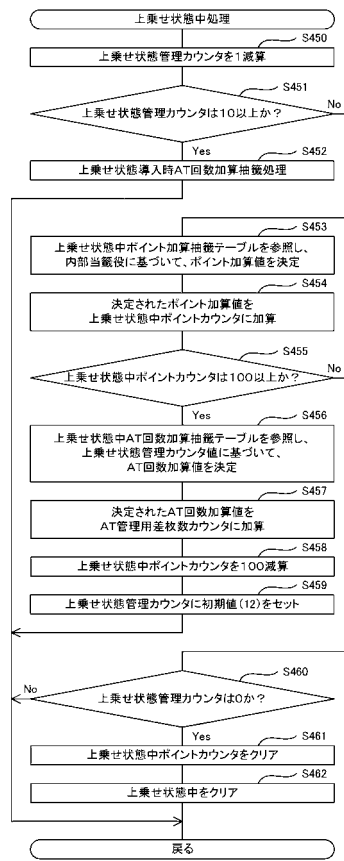 上乗せ状態中処理
S450
上乗せ状態管理カウンタを1減算
S451
上乗せ状態管理カウンタは10以上か?
No
Yes
S452
上乗せ状態導入時AT回数加算抽籤処理
S453
上乗せ状態中ポイント加算抽籤テーブルを参照し、
内部当籤役に基づいて、ポイント加算値を決定
S454
決定されたポイント加算値を
上乗せ状態中ポイントカウンタに加算
S455
上乗せ状態中ポイントカウンタは100以上か?
No
Yes
S456
上乗せ状態中AT回数加算抽籤テーブルを参照し、
上乗せ状態管理カウンタ値に基づいて、
AT回数加算値を決定
S457
決定されたAT回数加算値を
AT管理用差枚数カウンタに加算
S458
上乗せ状態中ポイントカウンタを100減算
S459
上乗せ状態管理カウンタに初期値(12)をセット
S460
No
上乗せ状態管理カウンタは0か?
Yes
S461
上乗せ状態中ポイントカウンタをクリア
S462
上乗せ状態中をクリア
戻る